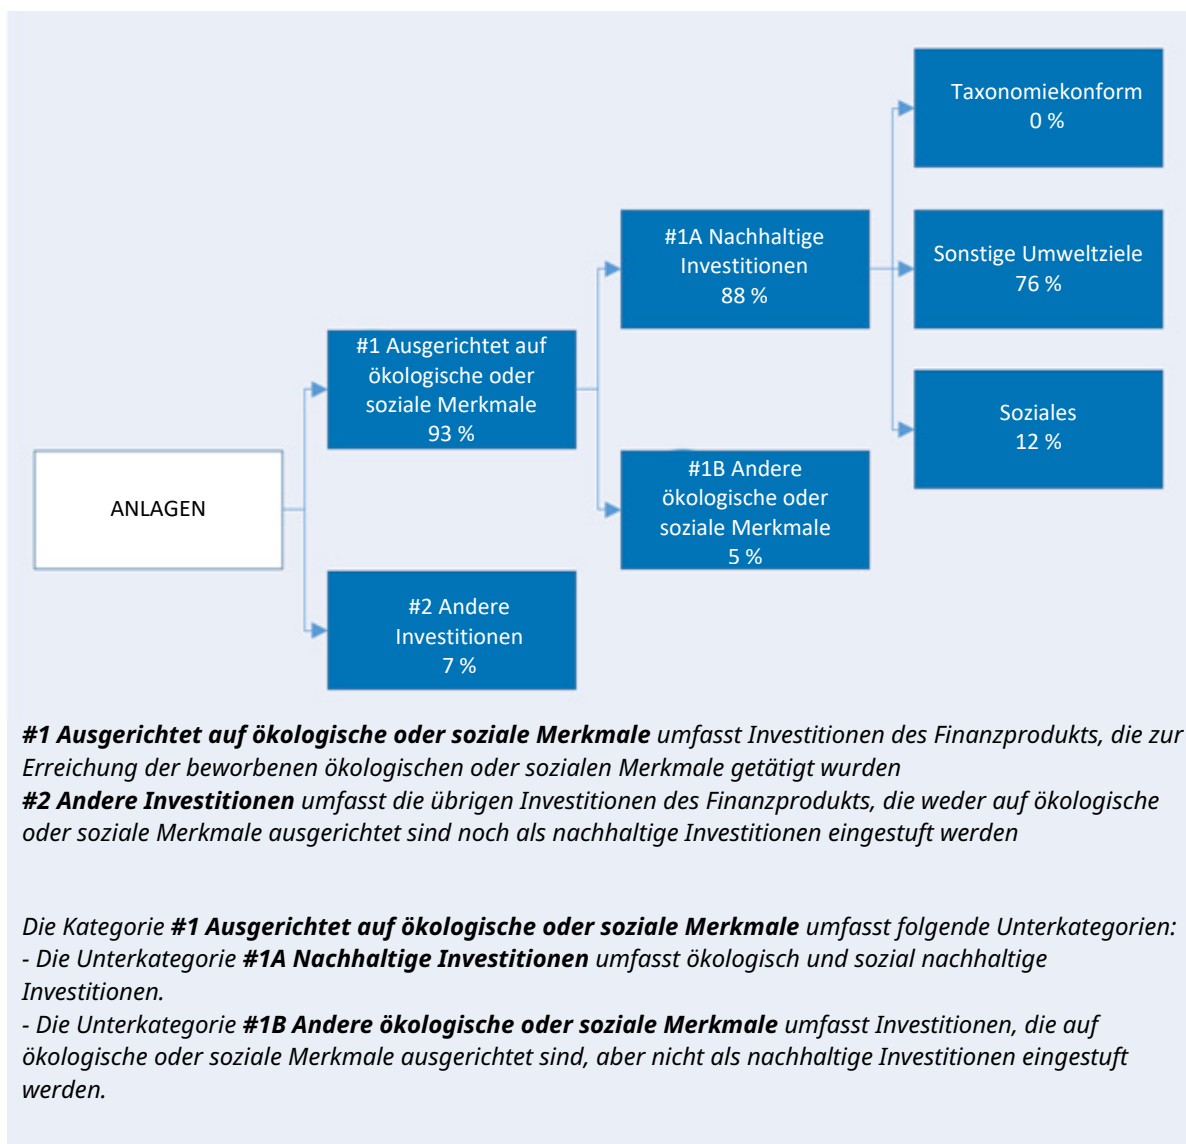 Taxonomiekonform
0 %
#1A Nachhaltige
Investitionen
88 %
Sonstige Umweltziele
76 %
#1 Ausgerichtet auf
ökologische oder
soziale Merkmale
93 %
Soziales
12 %
ANLAGEN
#1B Andere
ökologische oder
soziale Merkmale
5 %
#2 Andere
Investitionen
7 %
#1 Ausgerichtet auf ökologische oder soziale Merkmale umfasst Investitionen des Finanzprodukts, die zur
Erreichung der beworbenen ökologischen oder sozialen Merkmale getätigt wurden
#2 Andere Investitionen umfasst die übrigen Investitionen des Finanzprodukts, die weder auf ökologische
oder soziale Merkmale ausgerichtet sind noch als nachhaltige Investitionen eingestuft werden
Die Kategorie #1 Ausgerichtet auf ökologische oder soziale Merkmale umfasst folgende Unterkategorien:
- Die Unterkategorie #1A Nachhaltige Investitionen umfasst ökologisch und sozial nachhaltige
Investitionen.
- Die Unterkategorie #1B Andere ökologische oder soziale Merkmale umfasst Investitionen, die auf
ökologische oder soziale Merkmale ausgerichtet sind, aber nicht als nachhaltige Investitionen eingestuft
werden.